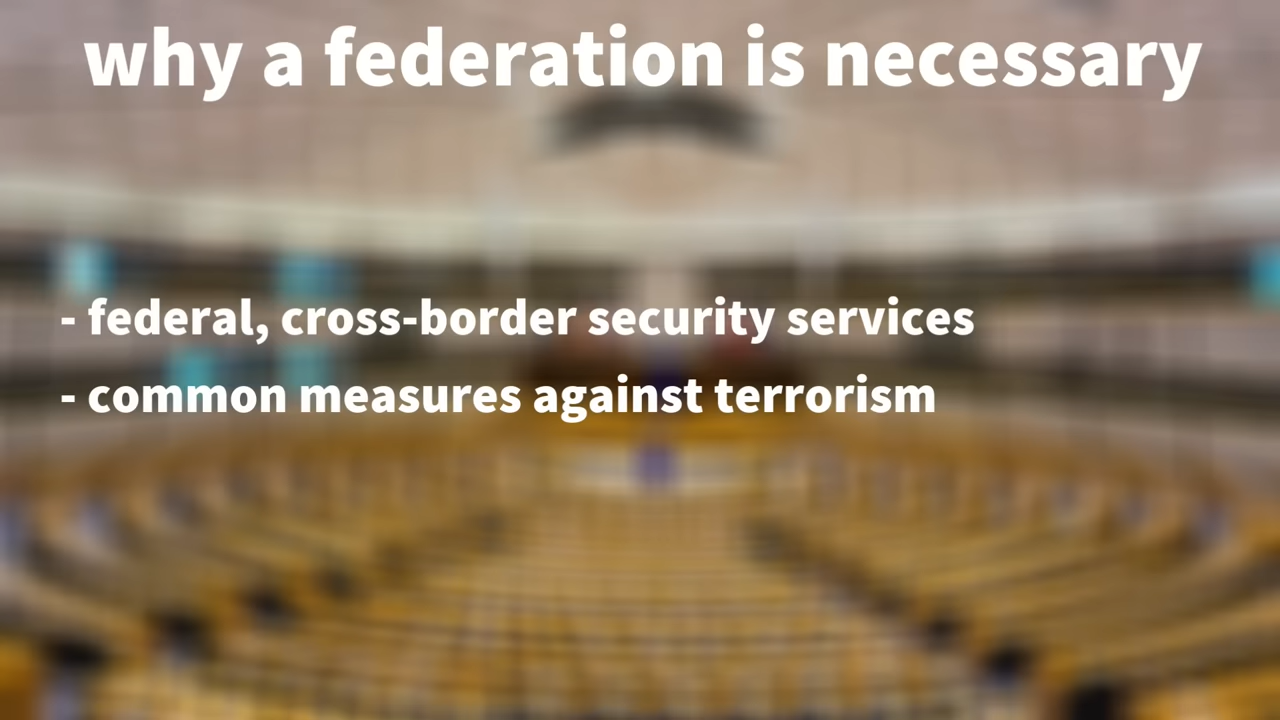 why a federation is necessary
- federal, cross-border security services
- common measures against terrorism